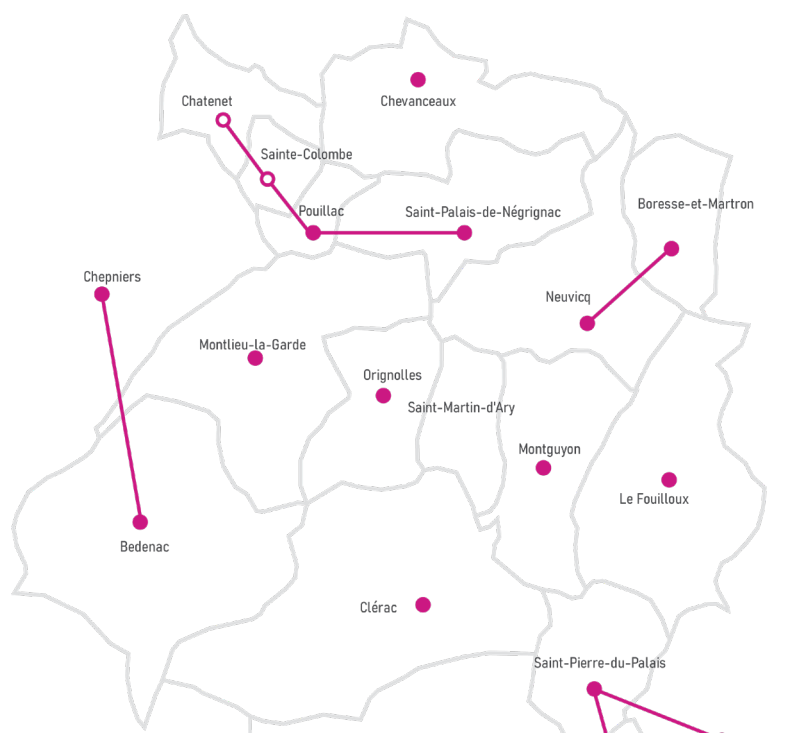 Chatenet
Chevanceaux
Sainte-Colombe
Boresse-et-Martron
Pouillac
Saint-Palais-de-Négrignac
Chepniers
Neuvicq
Montlieu-la-Garde
Orignolles
Saint-Martin-d'Ary
Montguyon
Le Fouilloux
Bedenac
Clérac
Saint-Pierre-du-Palais